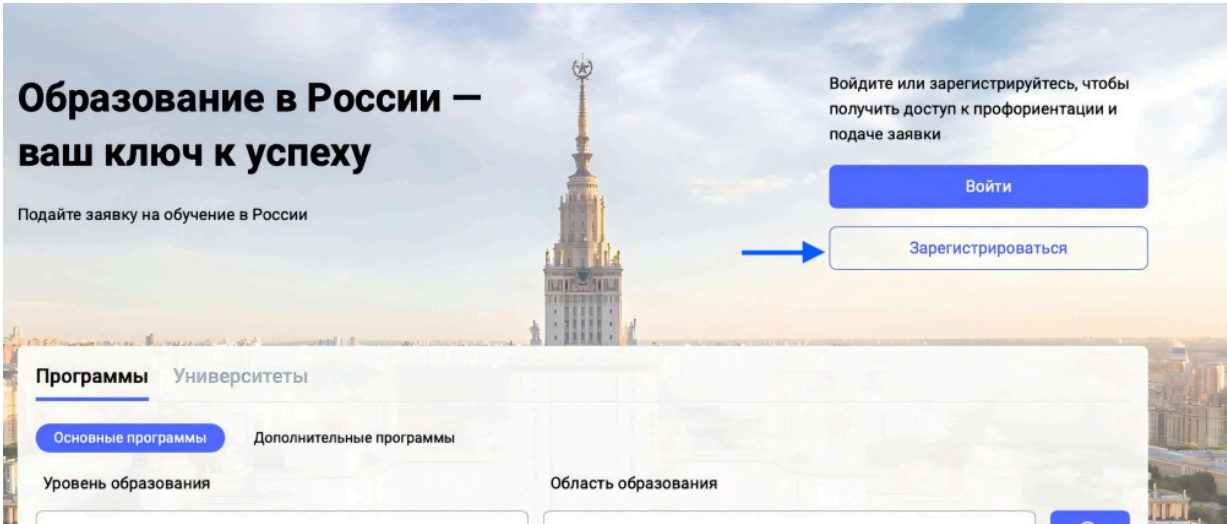 Образование в России —
ваш ключ к успеху
Подайте заявку на обучение в России
Войдите или зарегистрируйтесь, чтобы
получить доступ к профориентации и
подаче заявки
Войти
Зарегистрироваться
Программы Университеты
Основные программы Дополнительные программы
Уровень образования Область образования